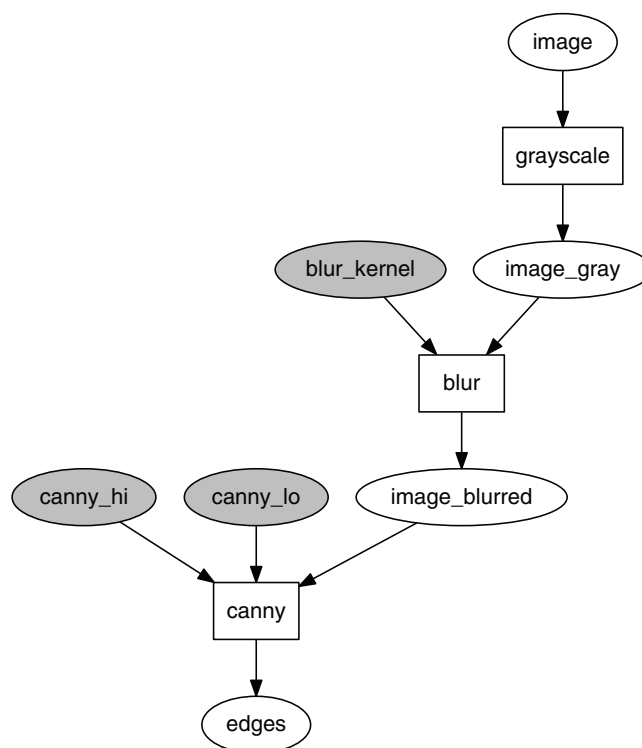 image
grayscale
blur_kernel
image_gray
blur
canny_hi
canny_lo
image_blurred
canny
edges